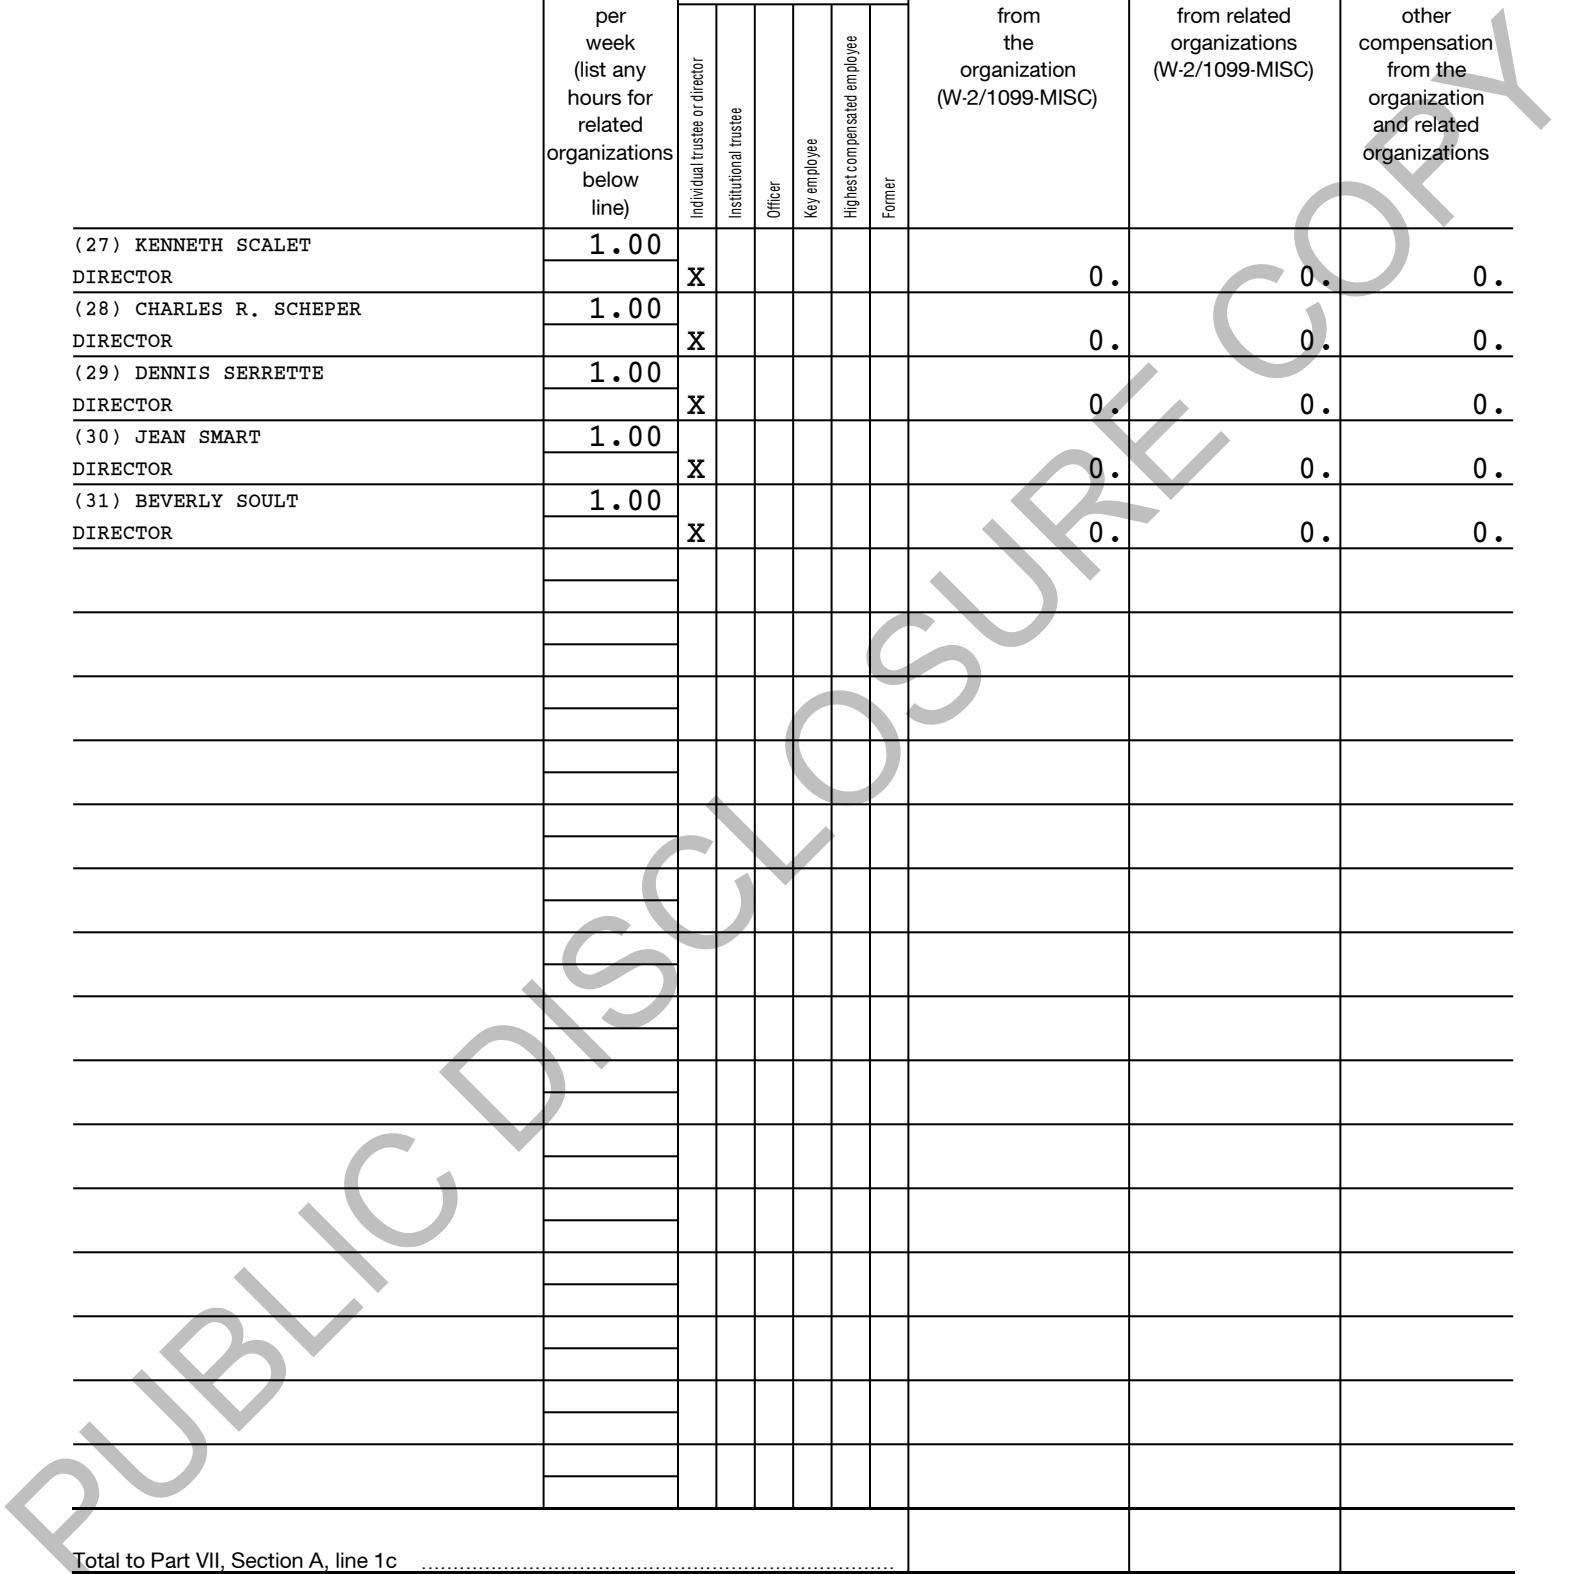 per
week
(list any
hours for
related
organizations
below
line)
Individual trustee or director
Institutional trustee
Officer
Key employee
Highest compensated employee
Former
from
the
organization
(W-2/1099-MISC)
from related
organizations
(W-2/1099-MISC)
other
compensation
from the
organization
and related
organizations
(27) KENNETH SCALET 1.00
DIRECTOR X 0. 0. 0.
(28) CHARLES R. SCHEPER 1.00
DIRECTOR X 0. 0. 0.
(29) DENNIS SERRETTE 1.00
DIRECTOR X 0. 0. 0.
(30) JEAN SMART 1.00
DIRECTOR X 0. 0. 0.
(31) BEVERLY SOULT 1.00
DIRECTOR X 0. 0. 0.
Total to Part VII, Section A, line 1c
PUBLIC DISCLOSURE COPY